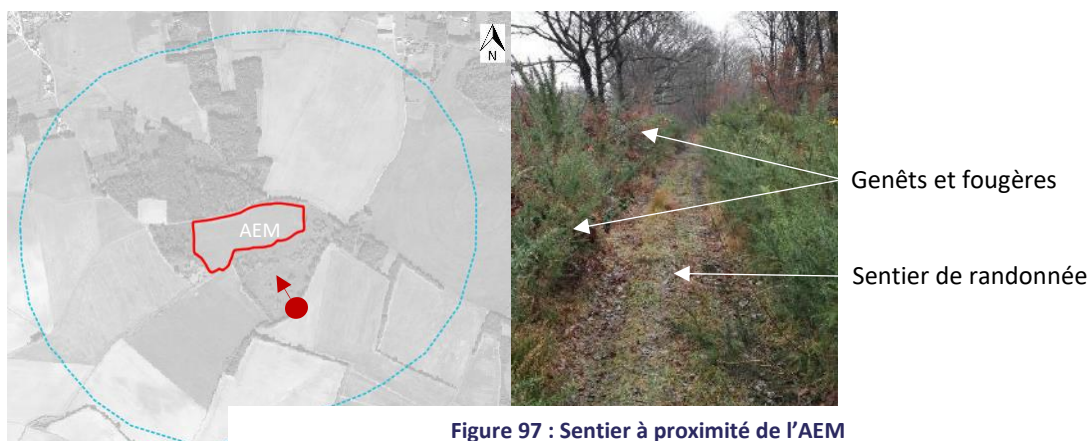 N
AEM
Genêts et fougères
Sentier de randonnée
Figure 97 : Sentier à proximité de l'AEM